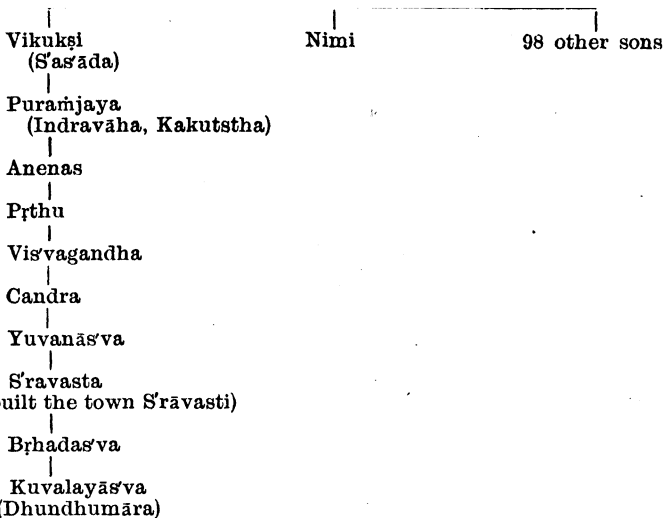 Vikukṣi Nimi 98 other sons
(S'as'āda)
Puraṁjaya
(Indravāha, Kakutstha)
Anenas
Pṛthu
Vis'vagandha
Candra
Yuvanās'va
S'ravasta
uilt the town S'rāvasti)
Bṛhadas'va
Kuvalayās'va
(Dhundhumāra)